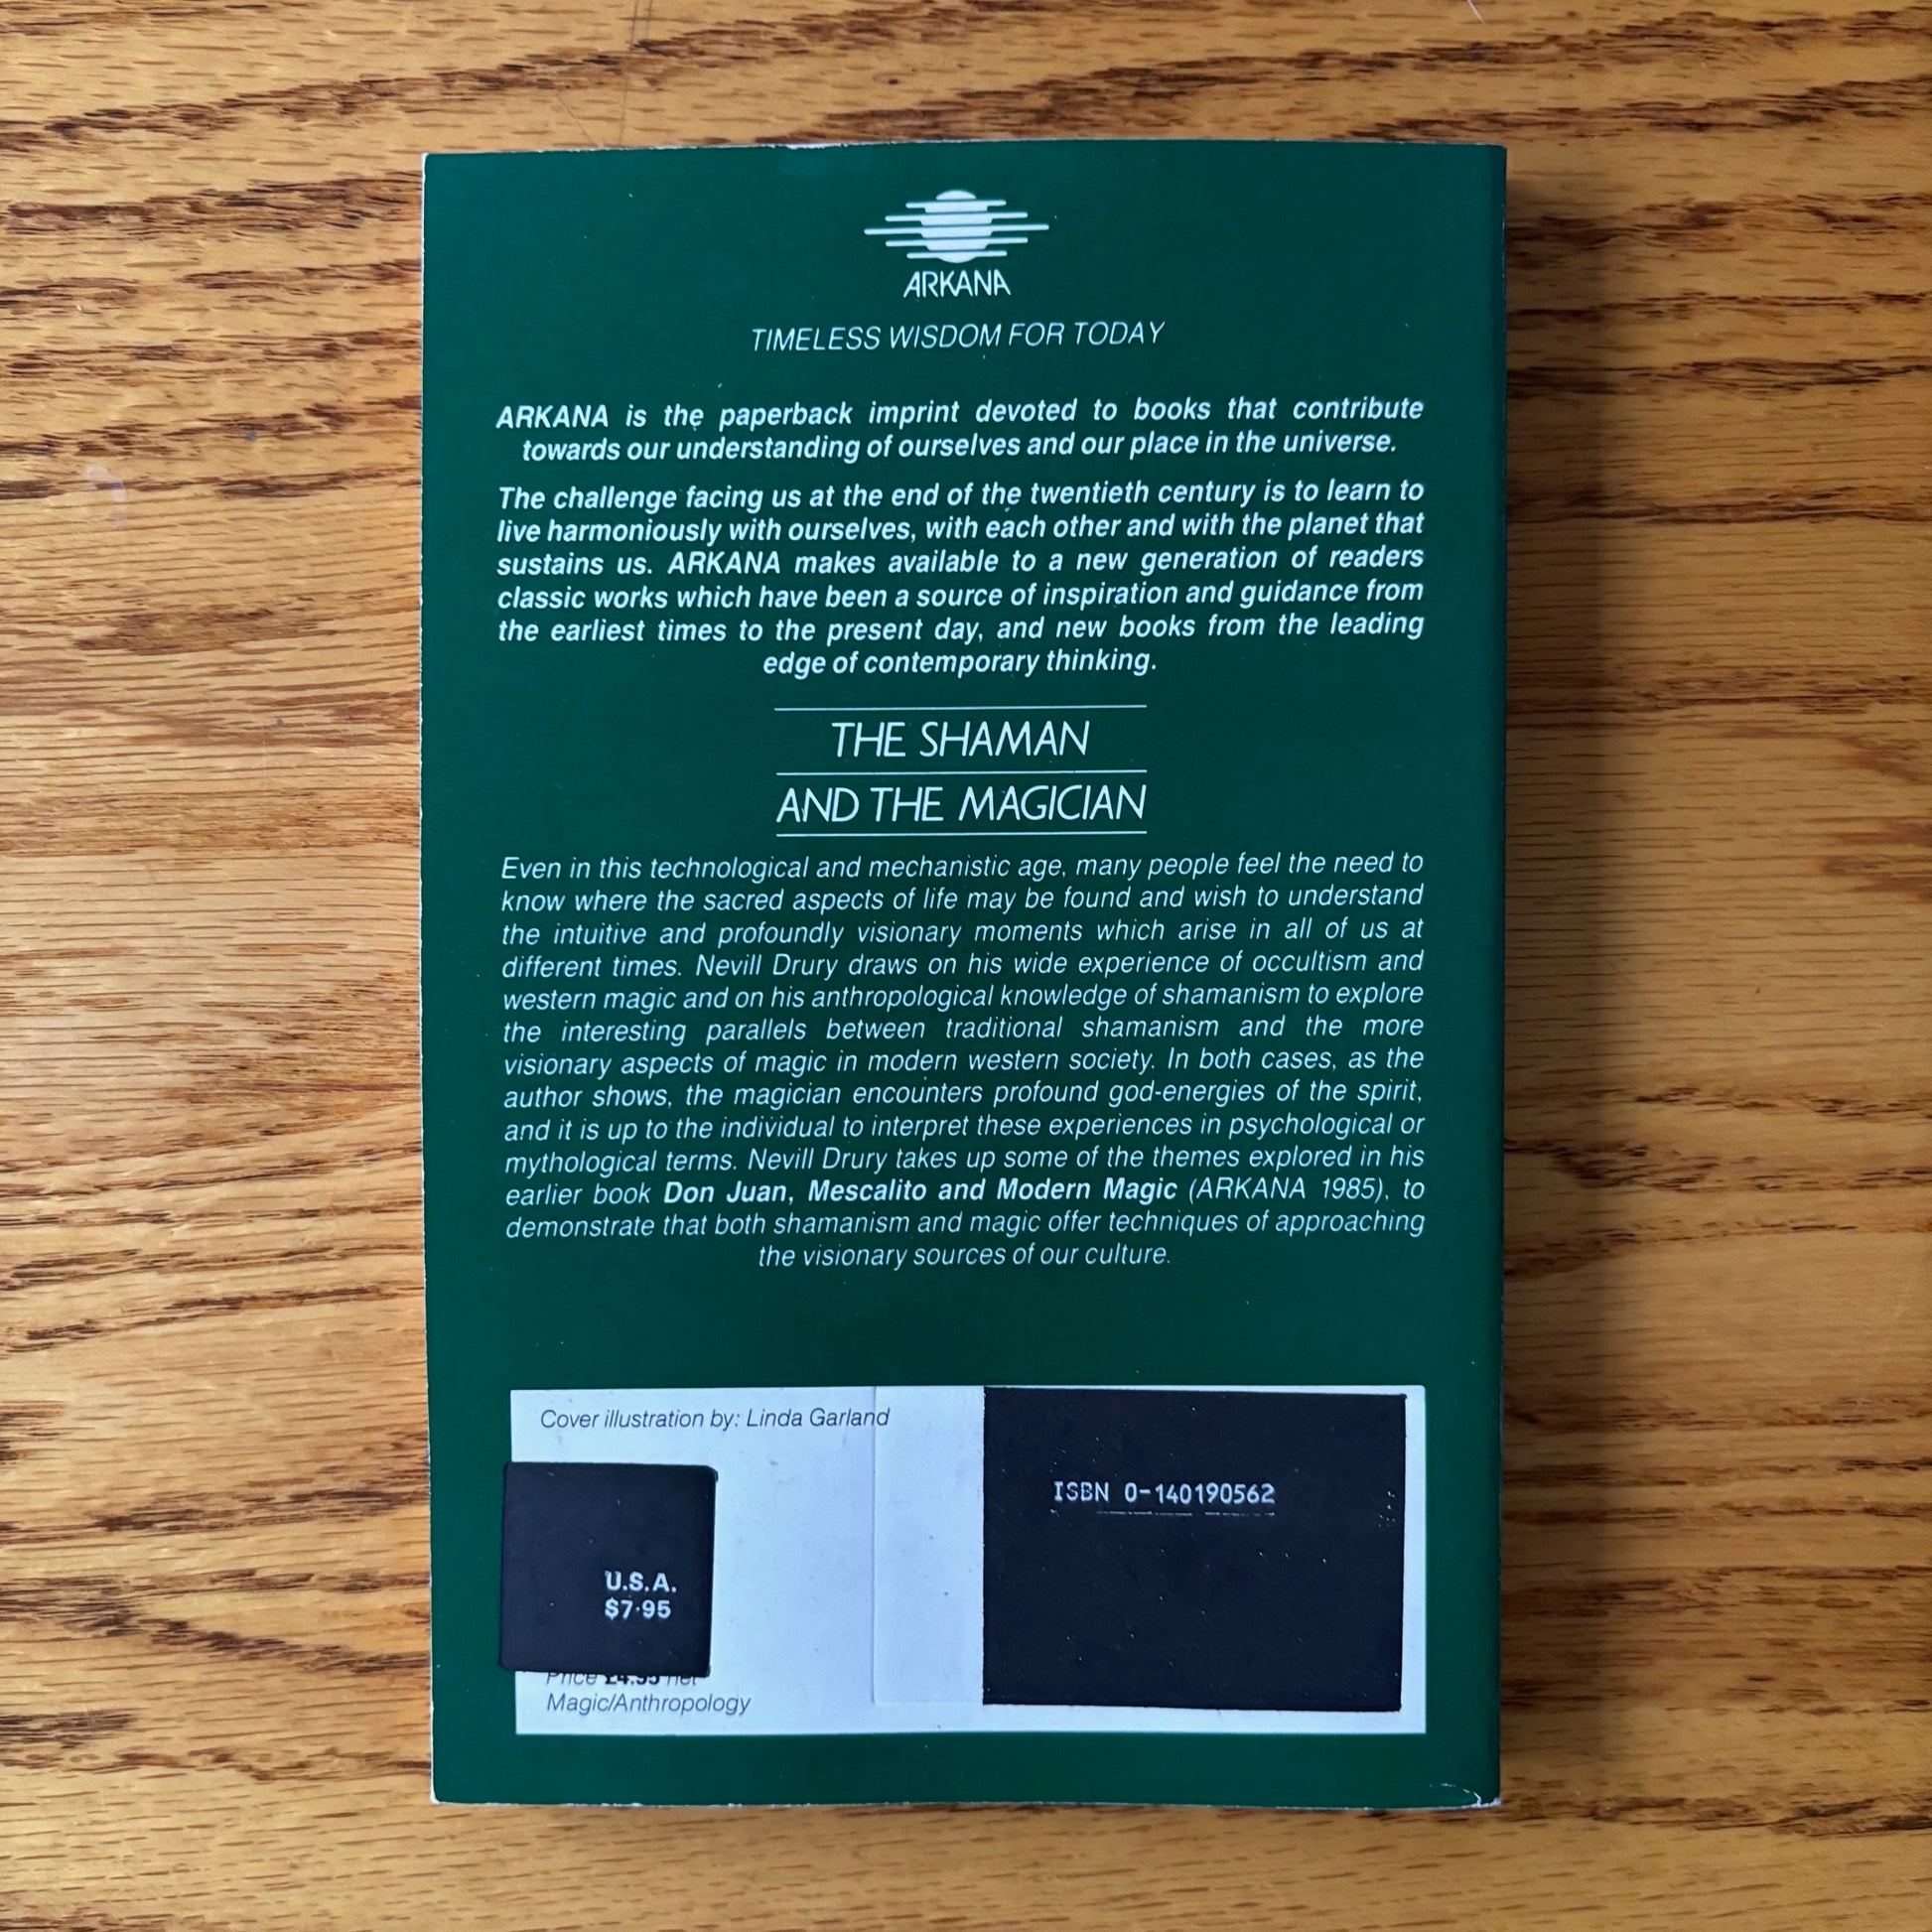 ARKANA
TIMELESS WISDOM FOR TODAY
ARKANA is the paperback imprint devoted to books that contribute
towards our understanding of ourselves and our place in the universe.
The challenge facing us at the end of the twentieth century is to learn to
live harmoniously with ourselves, with each other and with the planet that
sustains us. ARKANA makes available to a new generation of readers
classic works which have been a source of inspiration and guidance from
the earliest times to the present day, and new books from the leading
edge of contemporary thinking.
THE SHAMAN
AND THE MAGICIAN
Even in this technological and mechanistic age, many people feel the need to
know where the sacred aspects of life may be found and wish to understand
the intuitive and profoundly visionary moments which arise in all of us at
different times. Nevill Drury draws on his wide experience of occultism and
western magic and on his anthropological knowledge of shamanism to explore
the interesting parallels between traditional shamanism and the more
visionary aspects of magic in modern western society. In both cases, as the
author shows, the magician encounters profound god-energies of the spirit,
and it is up to the individual to interpret these experiences in psychological or
mythological terms. Nevill Drury takes up some of the themes explored in his
earlier book Don Juan, Mescalito and Modern Magic (ARKANA 1985), to
demonstrate that both shamanism and magic offer techniques of approaching
the visionary sources of our culture.
Cover illustration by: Linda Garland
ISBN 0-140190562
U.S.A.
$7·95
Price £4.95 net
Magic/Anthropology